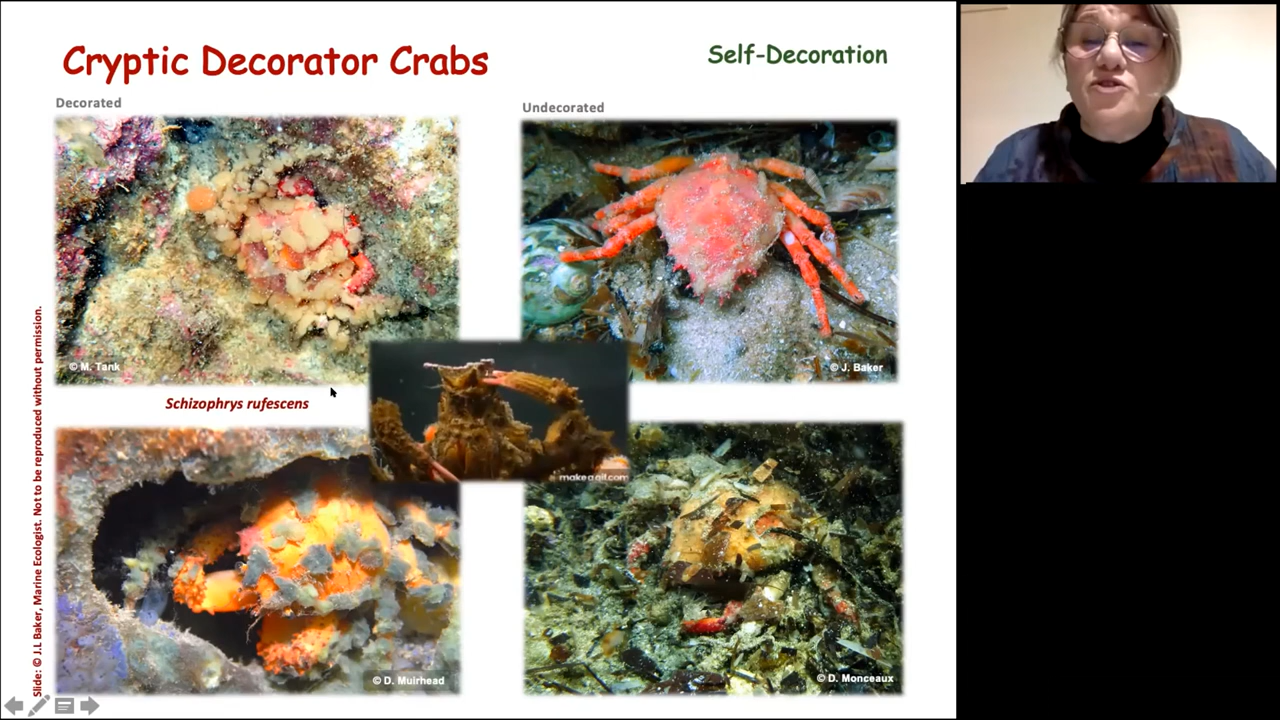 Cryptic Decorator Crabs
Self-Decoration
Decorated
Undecorated
© M. Tank
© J. Baker
Schizophrys rufescens
makeagif.com
© D. Muirhead
© D. Monceaux
Slide: © J.L Baker, Marine Ecologist. Not to be reproduced without permission.